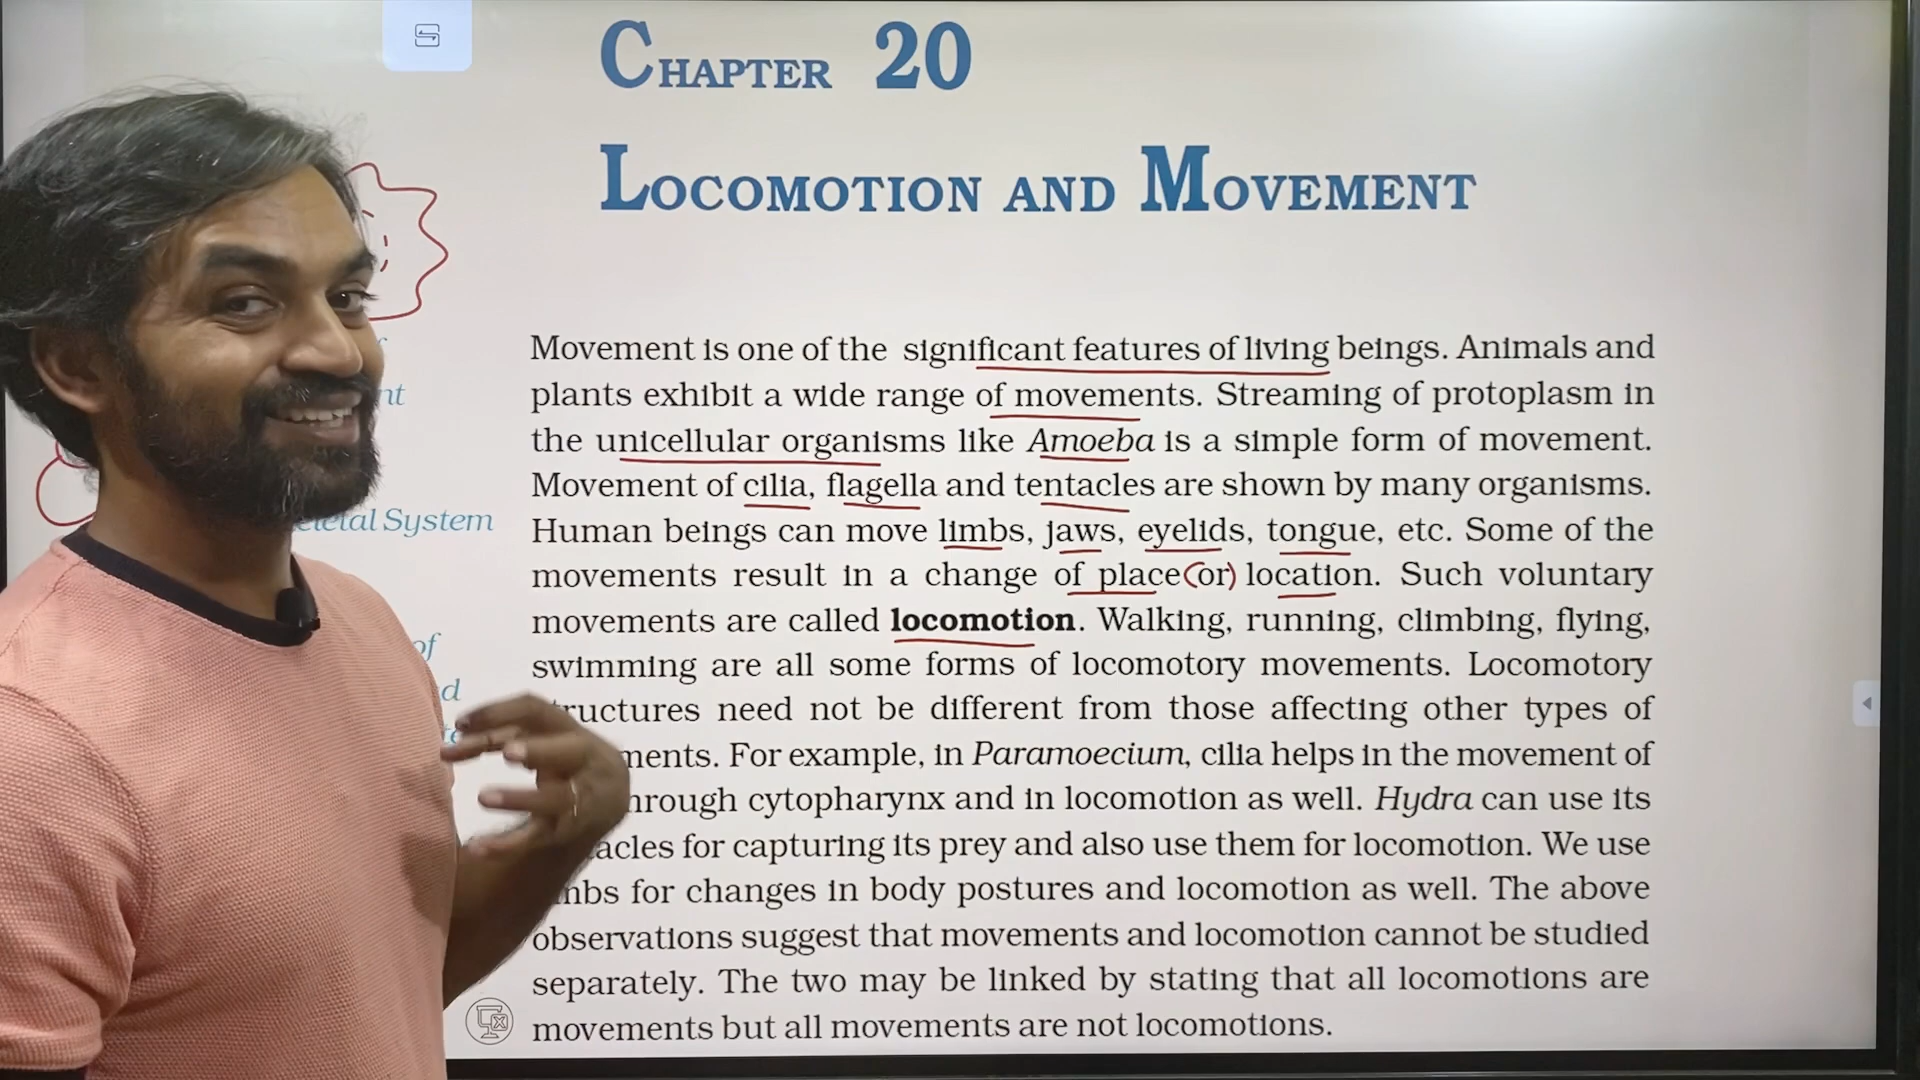 CHAPTER 20
LOCOMOTION AND MOVEMENT
Movement is one of the significant features of living beings. Animals and
plants exhibit a wide range of movements. Streaming of protoplasm in
the unicellular organisms like Amoeba is a simple form of movement.
Movement of cilia, flagella and tentacles are shown by many organisms.
Human beings can move limbs, jaws, eyelids, tongue, etc. Some of the
movements result in a change of place (or) location. Such voluntary
movements are called locomotion. Walking, running, climbing, flying,
swimming are all some forms of locomotory movements. Locomotory
structures need not be different from those affecting other types of
For example, in Paramoecium, cilia helps in the movement of
through cytopharynx and in locomotion as well. Hydra can use its
for capturing its prey and also use them for locomotion. We use
for changes in body postures and locomotion as well. The above
observations suggest that movements and locomotion cannot be studied
separately. The two may be linked by stating that all locomotions are
movements but all movements are not locomotions.
System
of